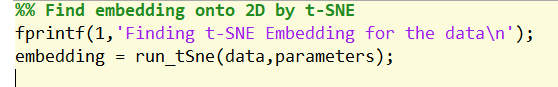 %% Find embedding onto 2D by t-SNE
fprintf(1,'Finding t-SNE Embedding for the data\n');
embedding = run_tSne(data,parameters);